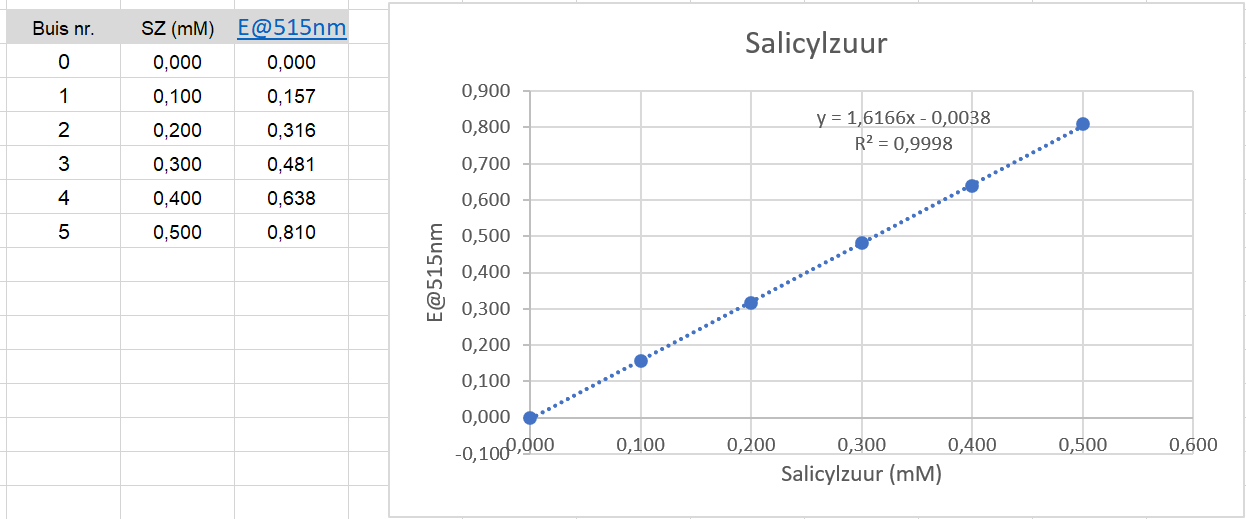 Buis nr. SZ (mM) E@515nm
0 0,000 0,000
1 0,100 0,157
2 0,200 0,316
3 0,300 0,481
4 0,400 0,638
5 0,500 0,810
Salicylzuur
0,900
0,800
0,700
0,600
0,500
0,400
0,300
0,200
0,100
0,000
-0,100
E@515nm
y = 1,6166x - 0,0038
R² = 0,9998
0,000 0,100 0,200 0,300 0,400 0,500 0,600
Salicylzuur (mM)